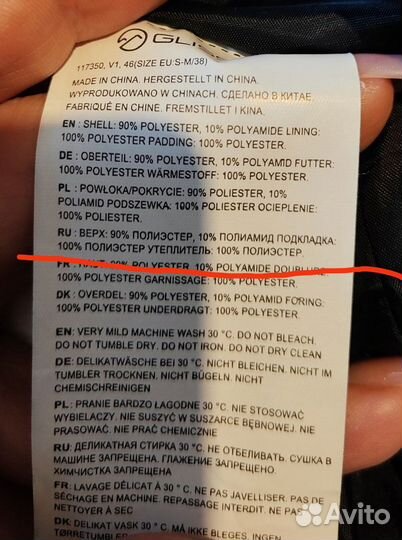 117350, V1, 46(SIZE EU:S-M/38)
MADE IN CHINA. HERGESTELLT IN CHINA.
WYPRODUKOWANO W CHINACH. СДЕЛАНО В КИТАЕ.
FABRIQUÉ EN CHINE. FREMSTILLET I KINA.
EN : SHELL: 90% POLYESTER, 10% POLYAMIDE LINING:
100% POLYESTER PADDING: 100% POLYESTER.
DE : OBERTEIL: 90% POLYESTER, 10% POLYAMID FUTTER:
100% POLYESTER WÄRMESTOFF: 100% POLYESTER.
PL : POWŁOKA/POKRYCIE: 90% POLIESTER, 10%
POLIAMID PODSZEWKA: 100% POLIESTER OCIEPLENIE:
100% POLIESTER.
RU : ВЕРХ: 90% ПОЛИЭСТЕР, 10% ПОЛИАМИД ПОДКЛАДКА:
100% ПОЛИЭСТЕР УТЕПЛИТЕЛЬ: 100% ПОЛИЭСТЕР.
FR : HAUT: 90% POLYESTER, 10% POLYAMIDE DOUBLURE:
100% POLYESTER GARNISSAGE: 100% POLYESTER.
DK : OVERDEL: 90% POLYESTER, 10% POLYAMID FORING:
100% POLYESTER UNDERDRAGT: 100% POLYESTER.
EN: VERY MILD MACHINE WASH 30 °C. DO NOT BLEACH.
DO NOT TUMBLE DRY. DO NOT IRON. DO NOT DRY CLEAN
DE: DELIKATWÄSCHE BEI 30 °C. NICHT BLEICHEN. NICHT IM
TUMBLER TROCKNEN. NICHT BÜGELN. NICHT
CHEMISCHREINIGEN
PL: PRANIE BARDZO ŁAGODNE 30 °C. NIE STOSOWAĆ
WYBIELACZY. NIE SUSZYĆ W SUSZARCE BĘBNOWEJ. NIE
PRASOWAĆ. NIE PRAĆ CHEMICZNIE
RU: ДЕЛИКАТНАЯ СТИРКА 30 °C. НЕ ОТБЕЛИВАТЬ. СУШКА В
МАШИНЕ ЗАПРЕЩЕНА. ГЛАЖЕНИЕ ЗАПРЕЩЕНО.
ХИМЧИСТКА ЗАПРЕЩЕНА
FR: LAVAGE DÉLICAT À 30 °C. NE PAS JAVELLISER. PAS DE
SÉCHAGE EN MACHINE. REPASSAGE INTERDIT. NE PAS
NETTOYER À SEC
DK: DELIKAT VASK 30 °C. MÅ IKKE BLEGES. INGEN
TØRRETUMBLER.
Avito